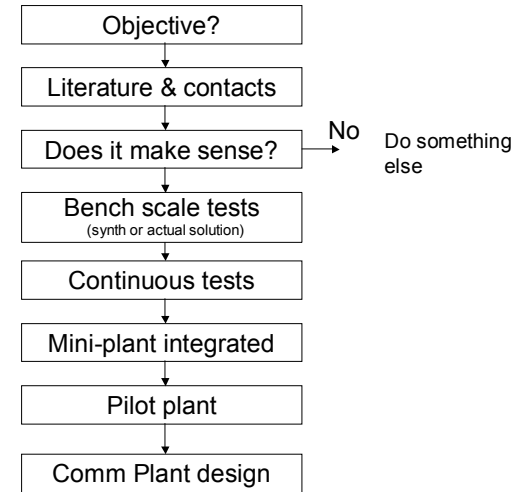 Objective?
Literature & contacts
Does it make sense?
No
Do something
else
Bench scale tests
(synth or actual solution)
Continuous tests
Mini-plant integrated
Pilot plant
Comm Plant design